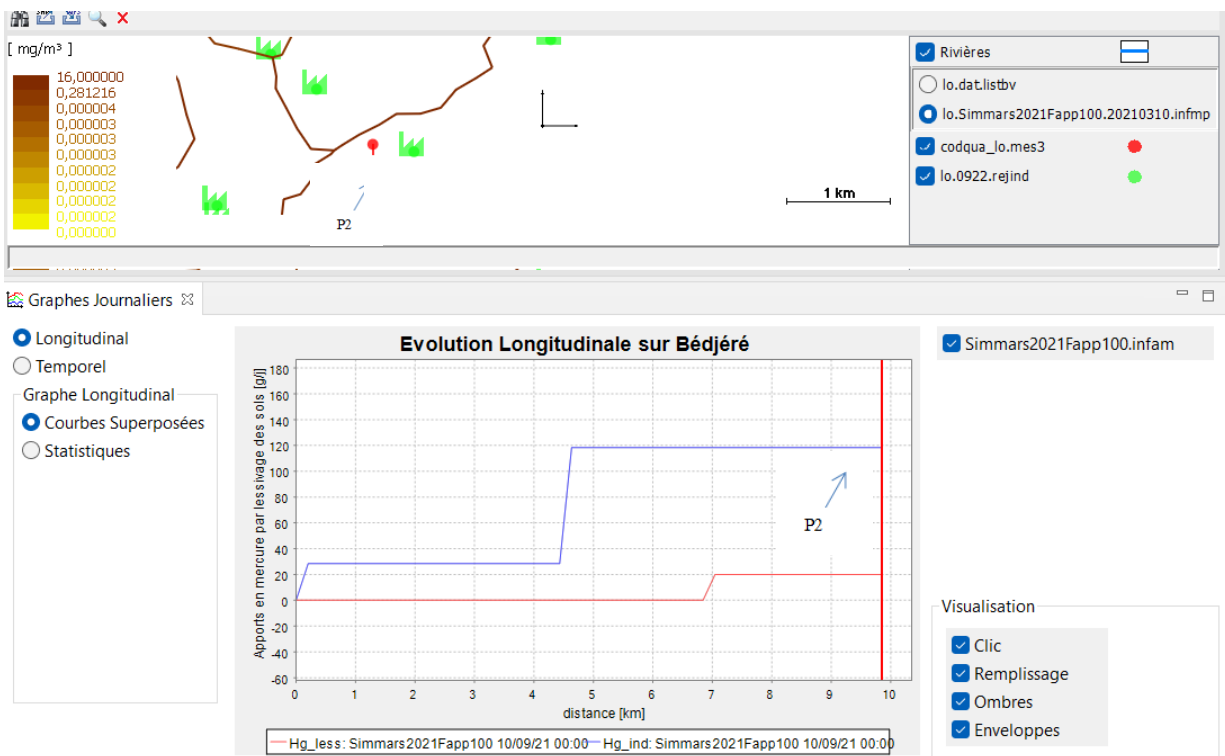 [ mg/m³ ]
16,000000
0,281216
0,000004
0,000003
0,000003
0,000003
0,000002
0,000002
0,000002
0,000002
0,000000
P2
1 km
Rivières
lo.dat.listbv
lo.Simmars2021Fapp100.20210310.infmp
codqua_lo.mes3
lo.0922.rejind
Graphes Journaliers
Longitudinal
Temporel
Graphe Longitudinal
Courbes Superposées
Statistiques
Evolution Longitudinale sur Bédjéré
Apports en mercure par lessivage des sols [g/j]
180
160
140
120
100
80
60
40
20
0
-20
-40
-60
0 1 2 3 4 5 6 7 8 9 10
distance [km]
P2
Hg_less: Simmars2021Fapp100 10/09/21 00:00 Hg_ind: Simmars2021Fapp100 10/09/21 00:00
Simmars2021Fapp100.infam
Visualisation
Clic
Remplissage
Ombres
Enveloppes